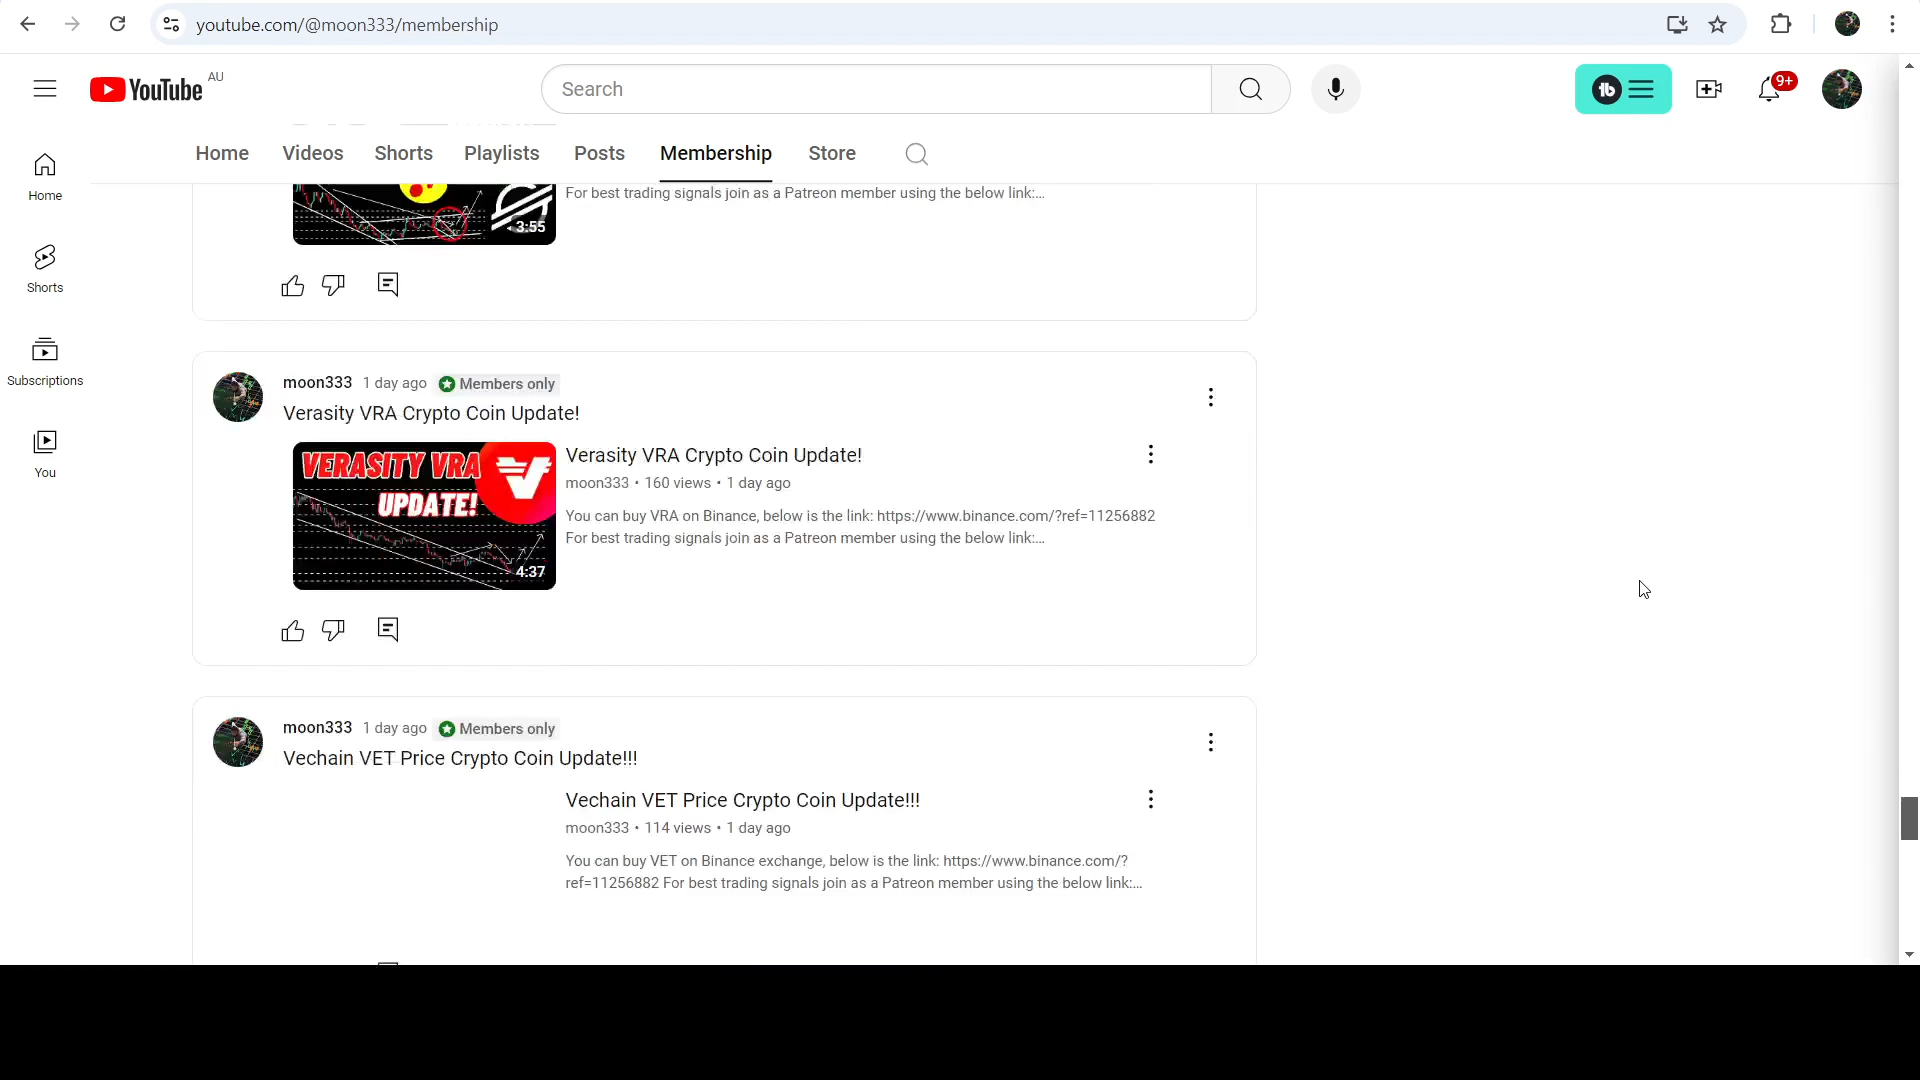 youtube.com/@moon333/membership
YouTube AU
Search
9+
Home
Videos
Shorts
Playlists
Posts
Membership
Store
Home
Shorts
Subscriptions
You
For best trading signals join as a Patreon member using the below link:...
3:55
moon333 1 day ago Members only
Verasity VRA Crypto Coin Update!
VERASITY VRA
UPDATE!
4:37
Verasity VRA Crypto Coin Update!
moon333 • 160 views • 1 day ago
You can buy VRA on Binance, below is the link: https://www.binance.com/?ref=11256882
For best trading signals join as a Patreon member using the below link:...
moon333 1 day ago Members only
Vechain VET Price Crypto Coin Update!!!
Vechain VET Price Crypto Coin Update!!!
moon333 • 114 views • 1 day ago
You can buy VET on Binance exchange, below is the link: https://www.binance.com/?
ref=11256882 For best trading signals join as a Patreon member using the below link:...